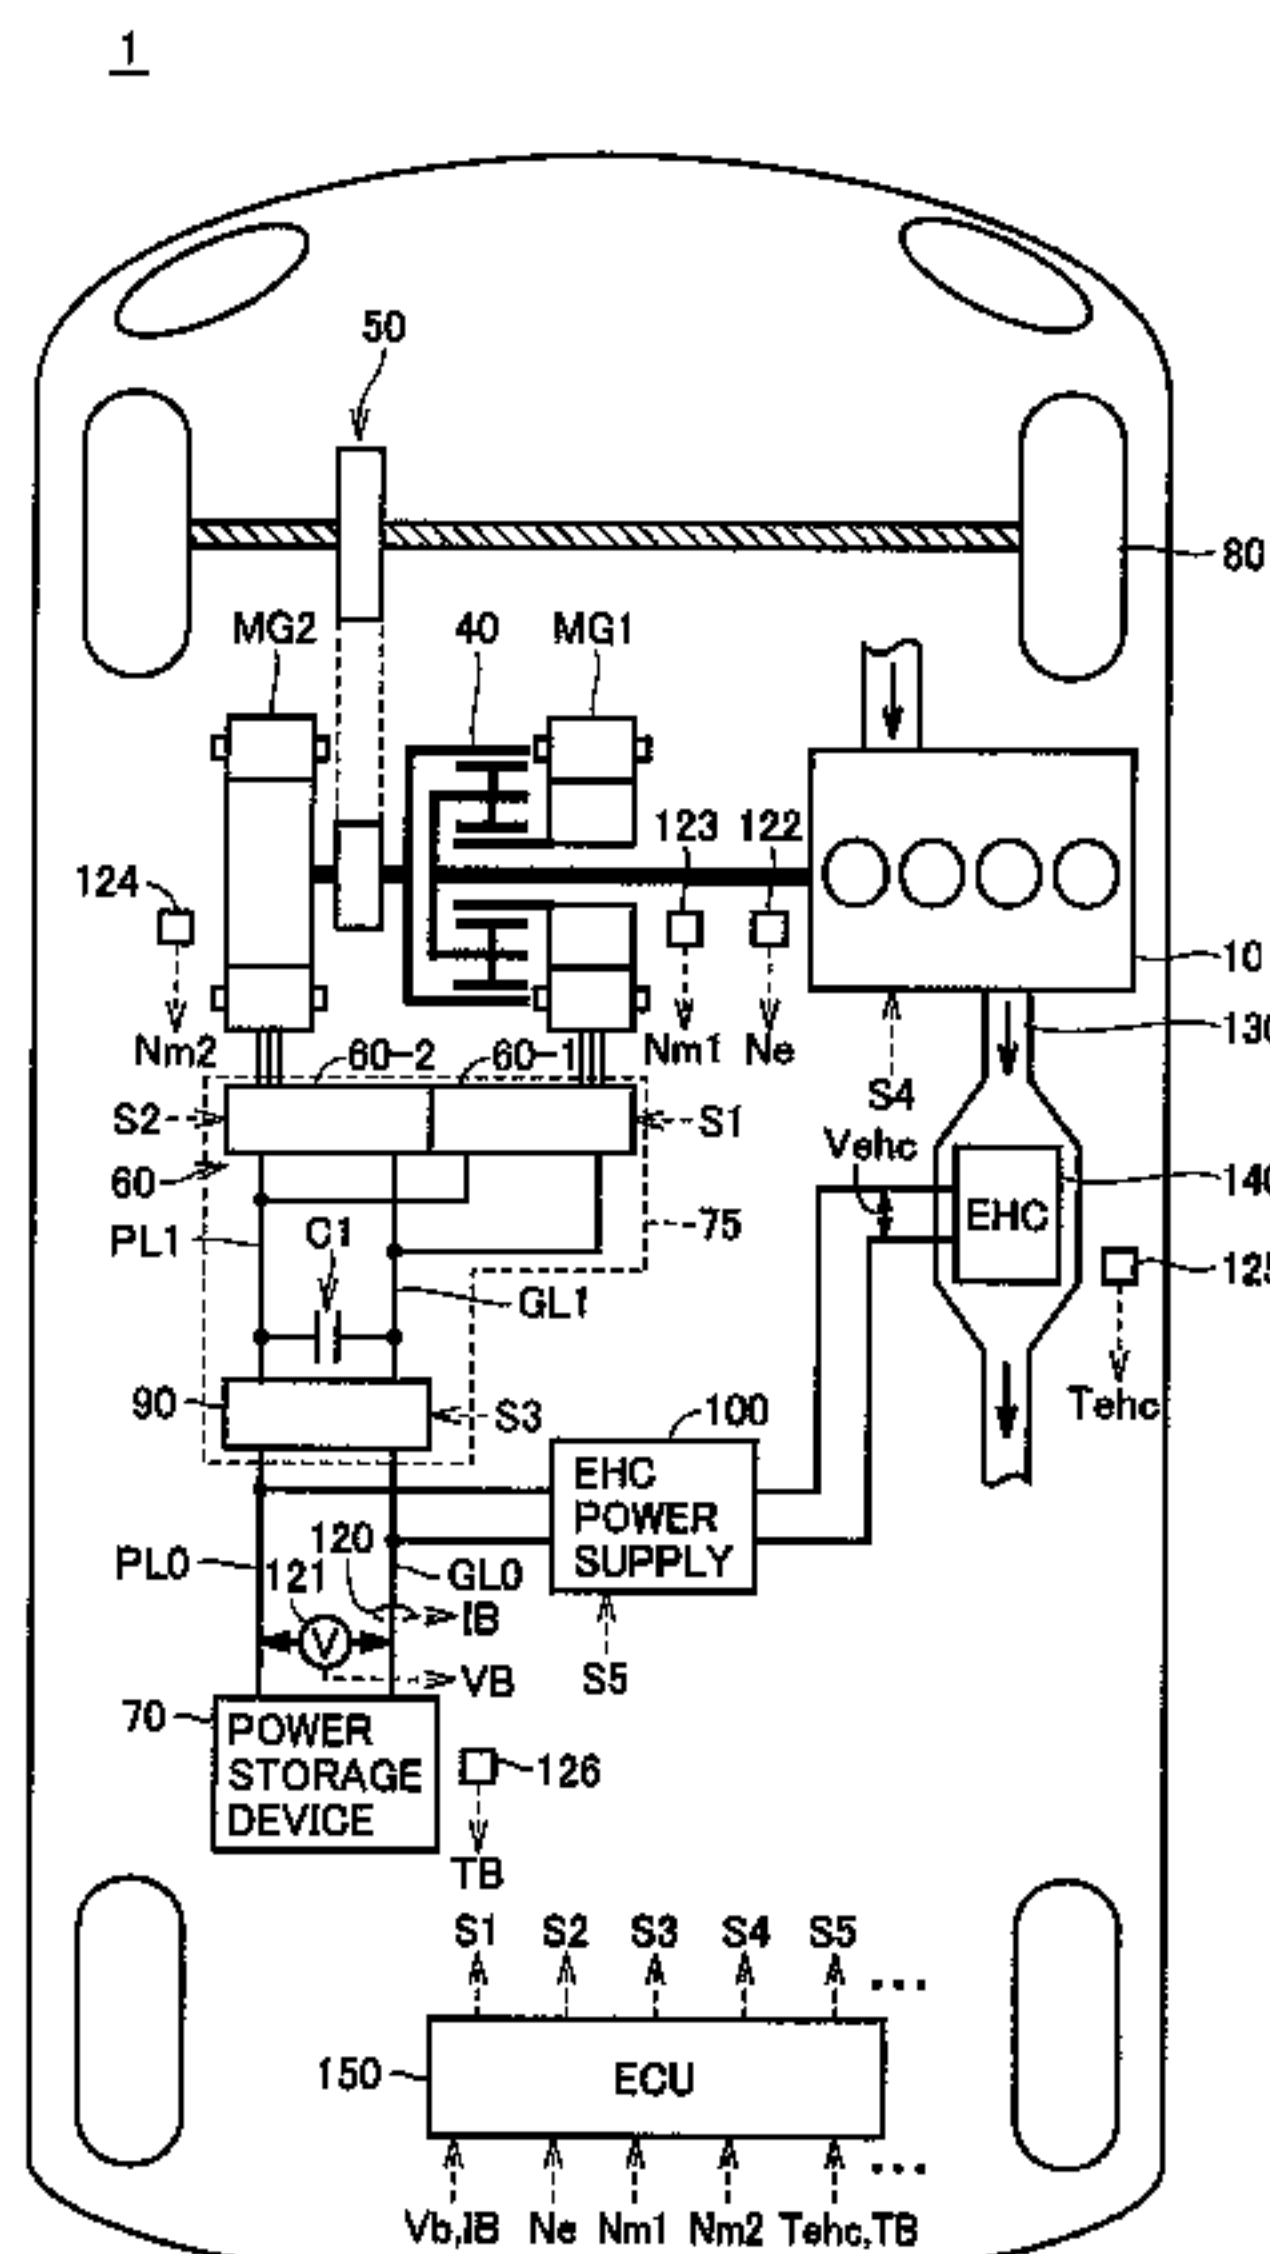 1
50
80
MG2 40 MG1
123 122
124
10
Nm2 60-2 60-1 Nm1 Ne
130
S2 S1 S4
Vehc
60 140
EHC
PL1 C1 75
125
GL1
90 S3 100 Tehc
EHC
POWER
SUPPLY
120
PL0 121 GL0
IB
V
VB S5
70 POWER
STORAGE
DEVICE
126
TB
S1 S2 S3 S4 S5 ...
150 ECU
...
Vb,IB Ne Nm1 Nm2 Tehc,TB